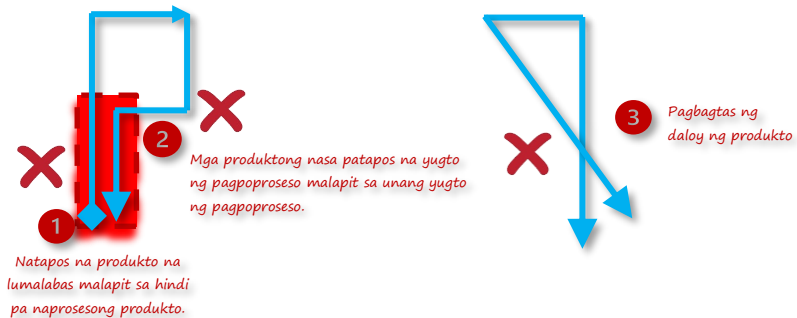 1
Natapos na produkto na
lumalabas malapit sa hindi
pa naprosesong produkto.
2
Mga produktong nasa patapos na yugto
ng pagpoproseso malapit sa unang yugto
ng pagpoproseso.
3
Pagbagtas ng
daloy ng produkto